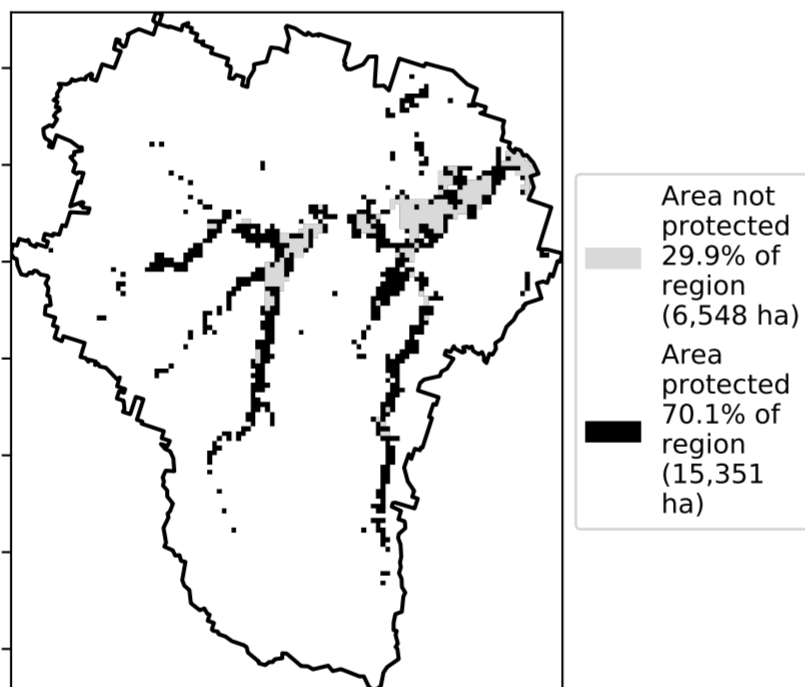 Area not
protected
29.9% of
region
(6,548 ha)
Area
protected
70.1% of
region
(15,351
ha)